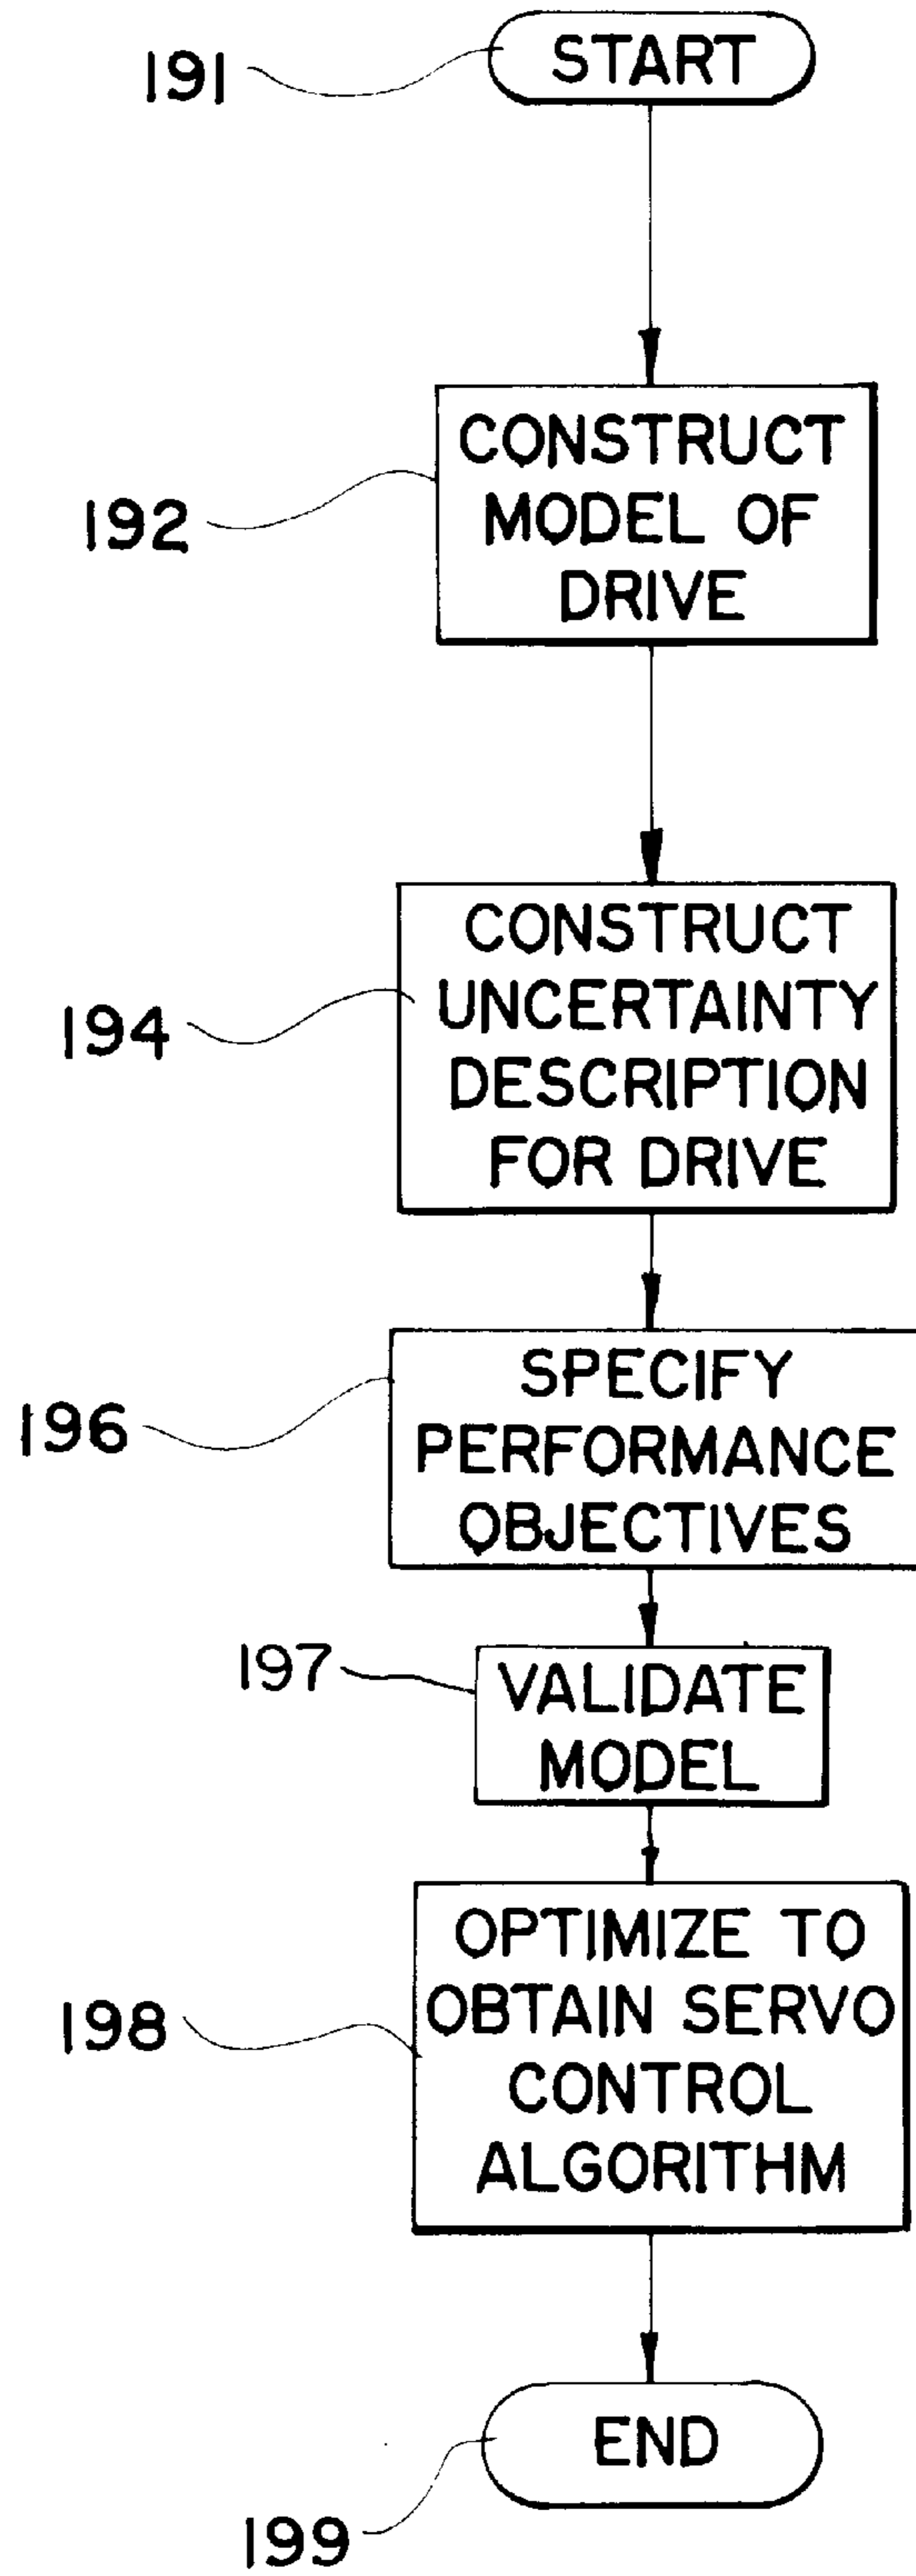 191
START
192
CONSTRUCT
MODEL OF
DRIVE
194
CONSTRUCT
UNCERTAINTY
DESCRIPTION
FOR DRIVE
196
SPECIFY
PERFORMANCE
OBJECTIVES
197
VALIDATE
MODEL
198
OPTIMIZE TO
OBTAIN SERVO
CONTROL
ALGORITHM
END
199